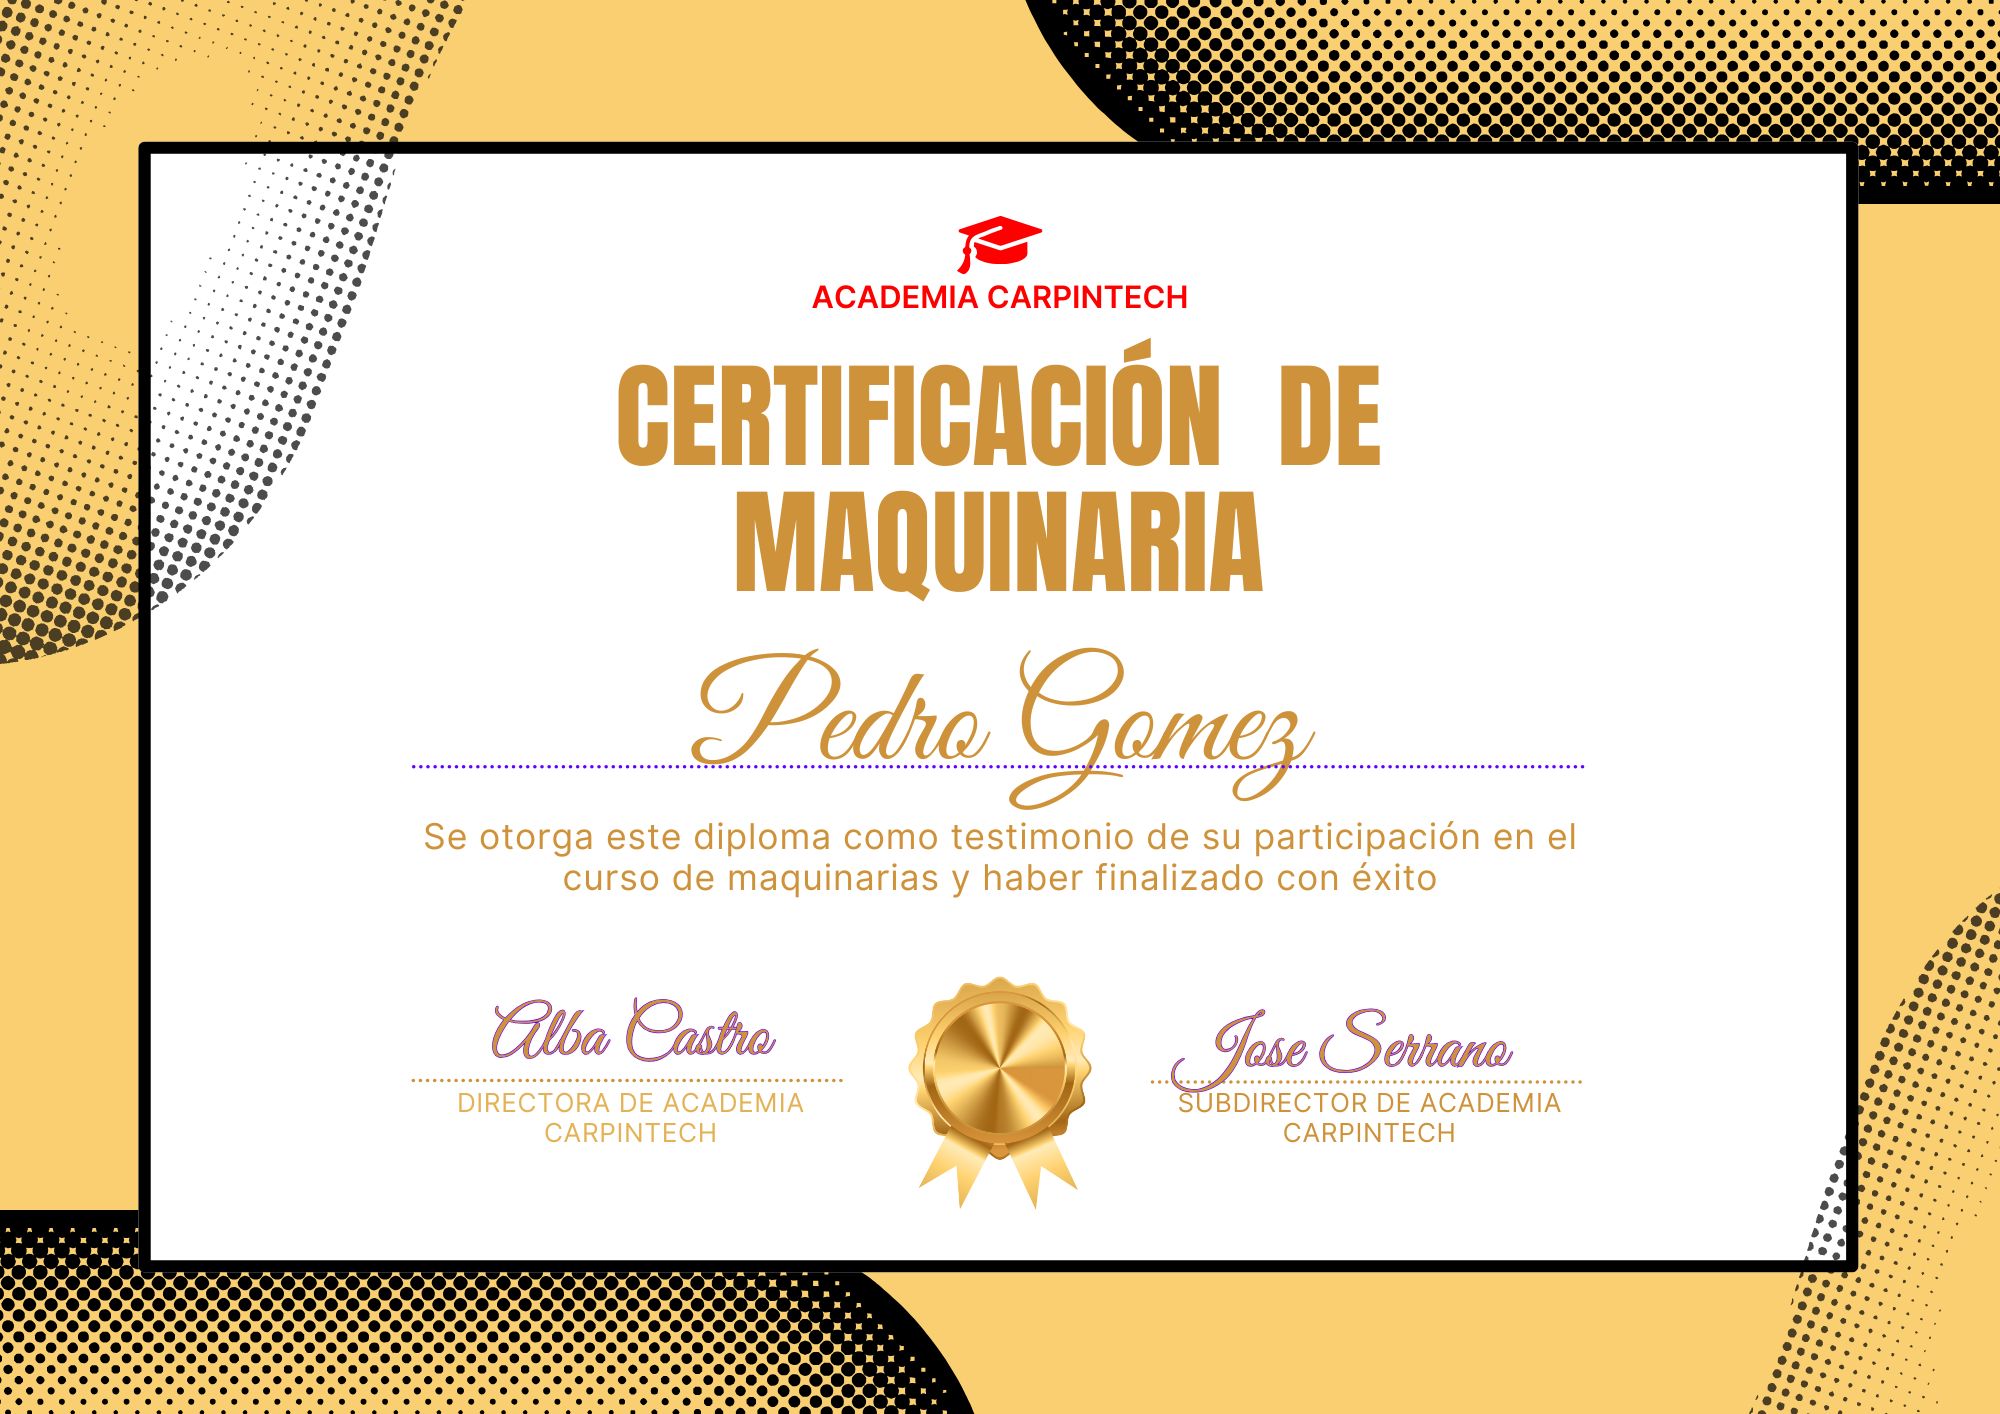 ACADEMIA CARPINTECH
CERTIFICACIÓN DE
MAQUINARIA
Pedro Gomez
Se otorga este diploma como testimonio de su participación en el
curso de maquinarias y haber finalizado con éxito
Alba Castro
DIRECTORA DE ACADEMIA
CARPINTECH
Jose Serrano
SUBDIRECTOR DE ACADEMIA
CARPINTECH